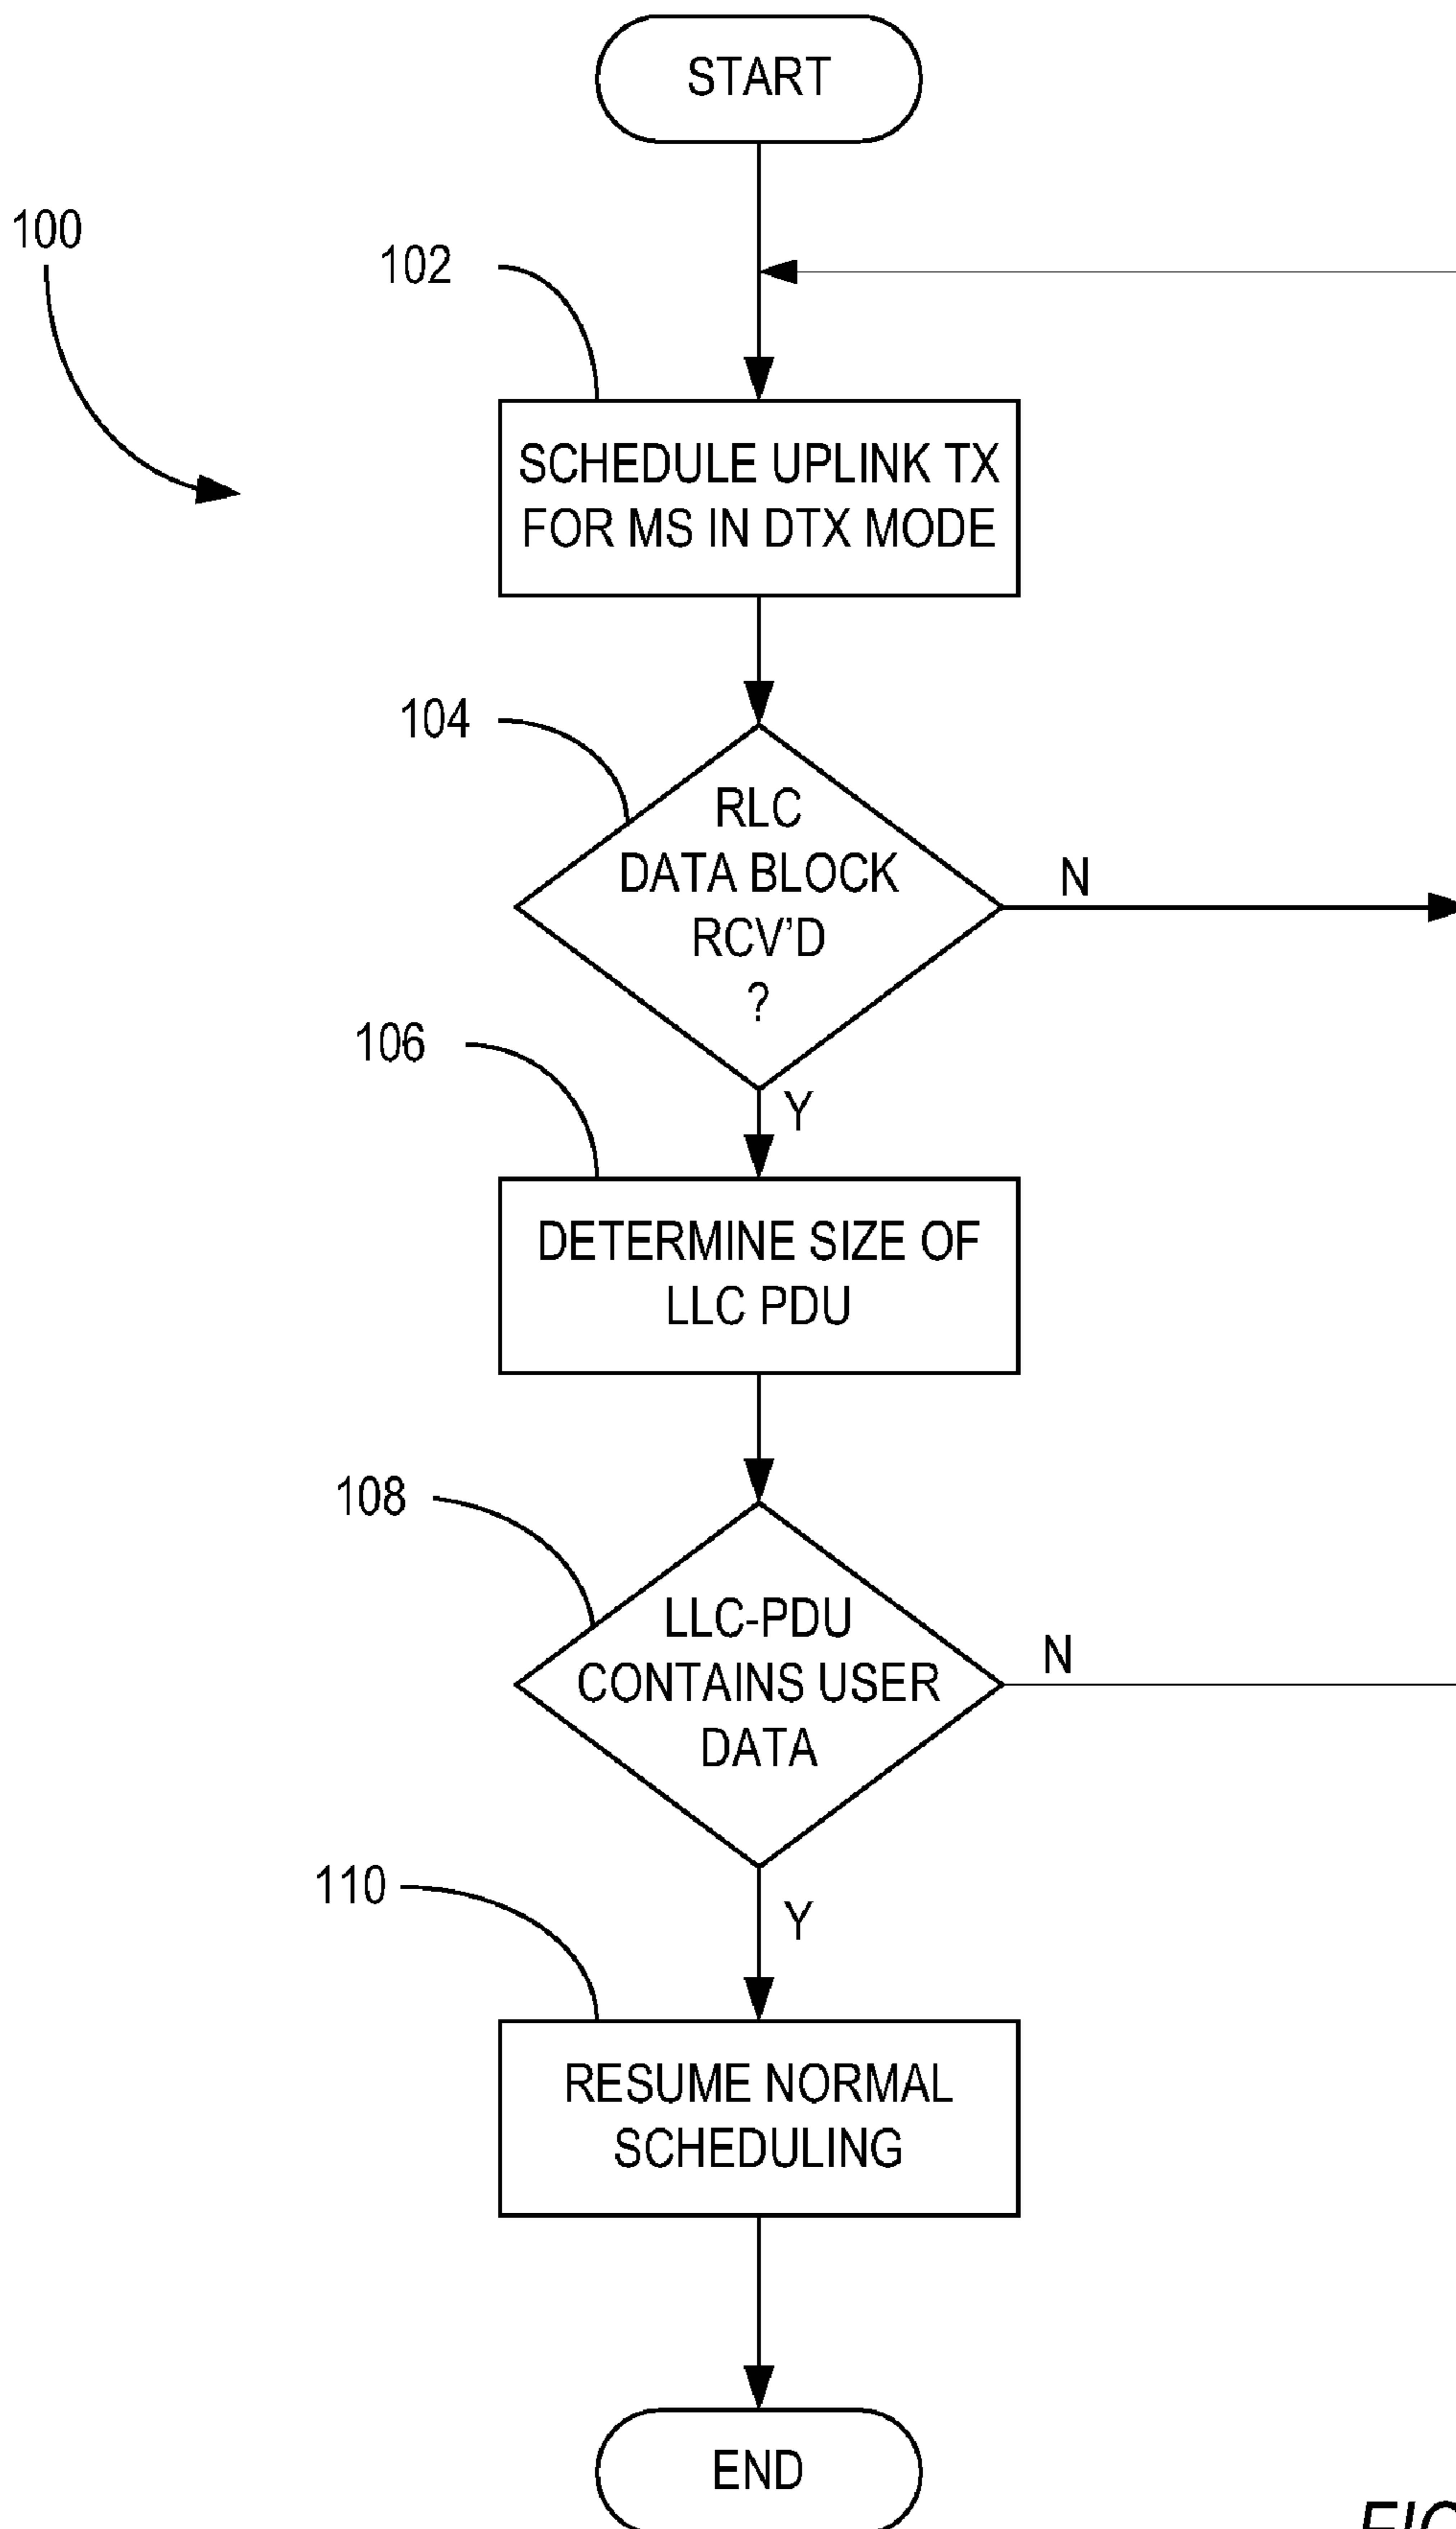 START
100
102
SCHEDULE UPLINK TX
FOR MS IN DTX MODE
104
RLC
DATA BLOCK
RCV'D
?
N
106
Y
DETERMINE SIZE OF
LLC PDU
108
LLC-PDU
CONTAINS USER
DATA
N
110
Y
RESUME NORMAL
SCHEDULING
END